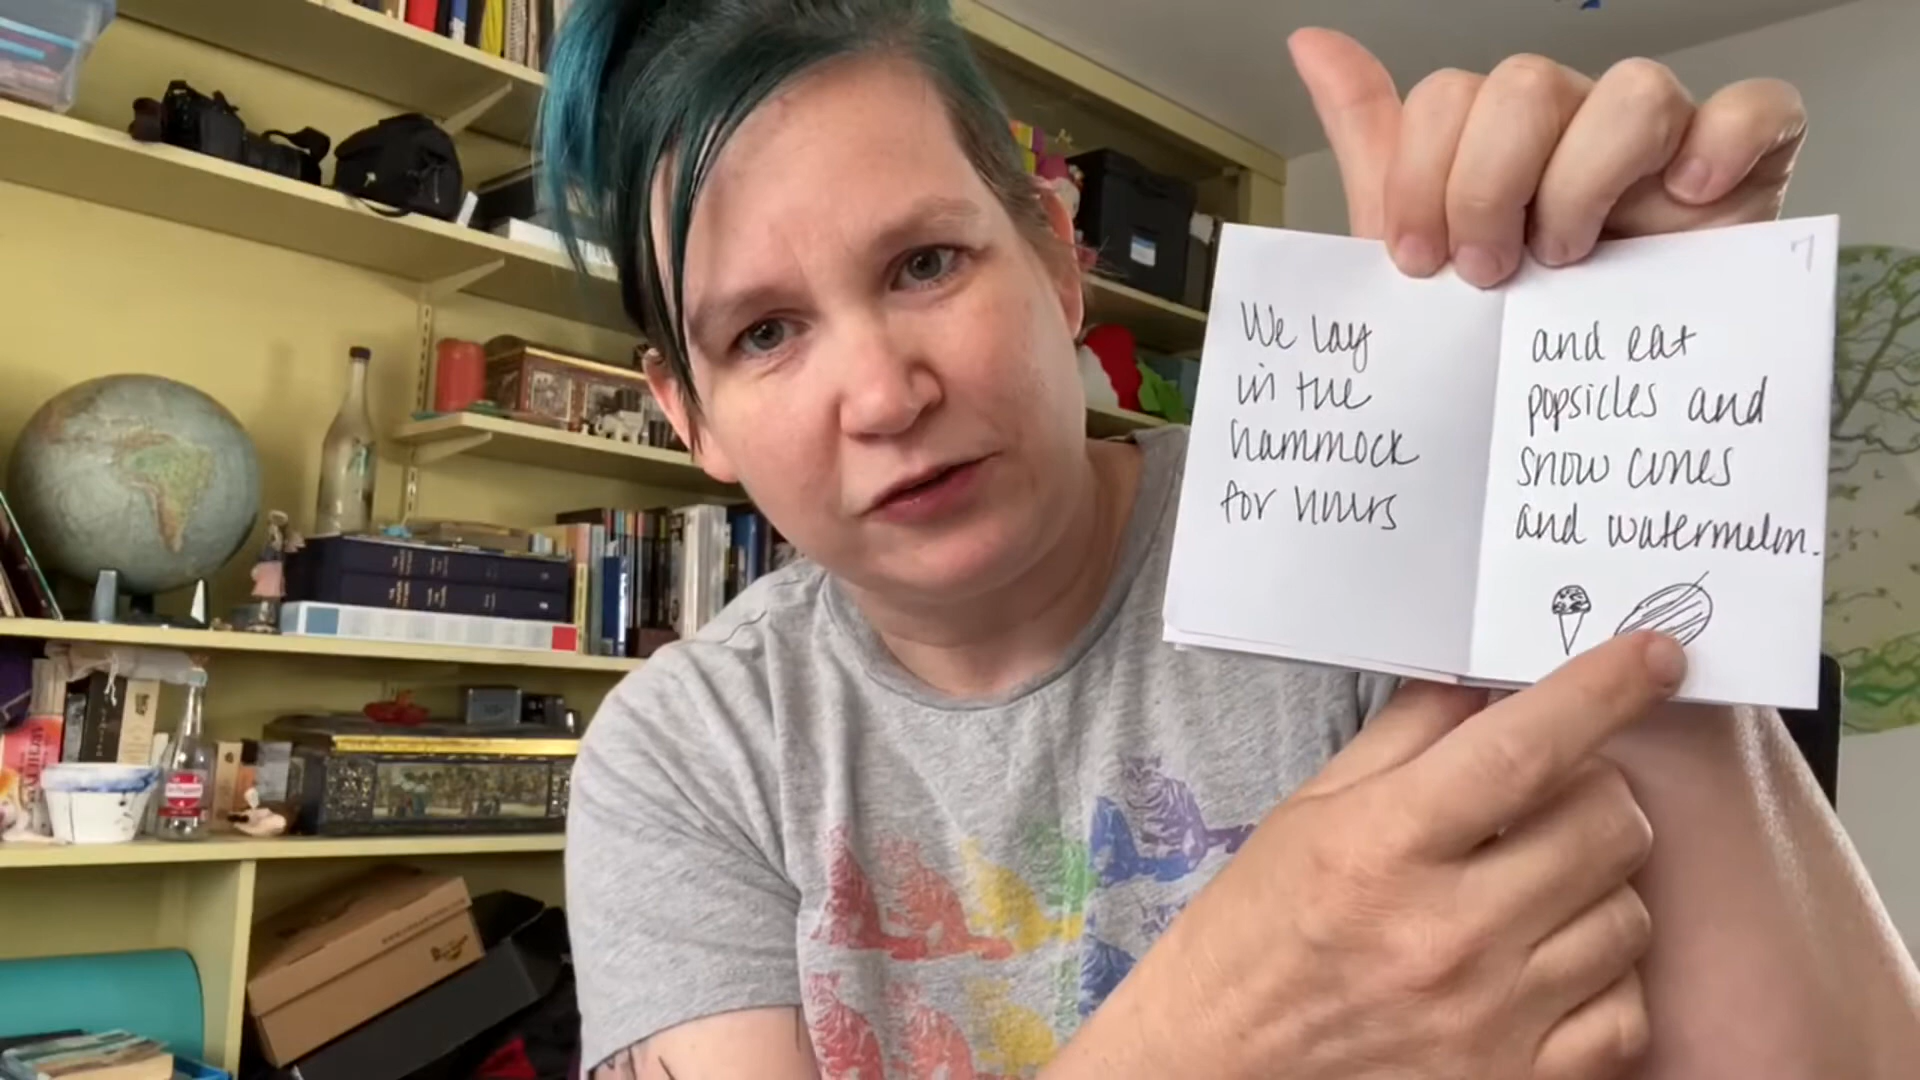 We lay
in the
hammock
for hours
7
and eat
popsicles and
snow cones
and watermelon.